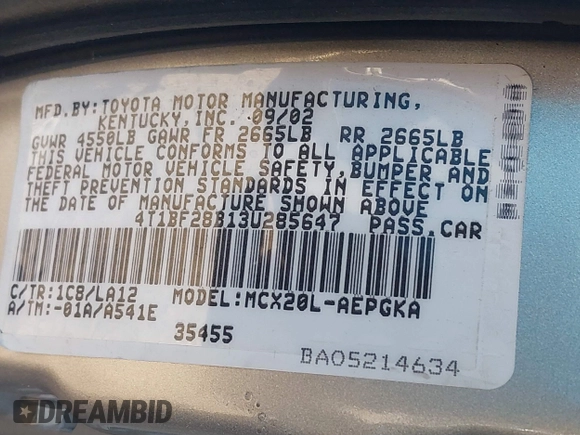 MFD.BY:TOYOTA MOTOR MANUFACTURING,
KENTUCKY,INC. 09/02
GVWR 4550LB GAWR FR 2665LB RR 2665LB
THIS VEHICLE CONFORMS TO ALL APPLICABLE
FEDERAL MOTOR VEHICLE SAFETY,BUMPER AND
THEFT PREVENTION STANDARDS IN EFFECT ON
THE DATE OF MANUFACTURE SHOWN ABOVE
4T1BF28B13U285647 PASS.CAR
C/TR:1C8/LA12 MODEL:MCX20L-AEPGKA
A/TM:-01A/A541E
35455
BA05214634
DREAMBID